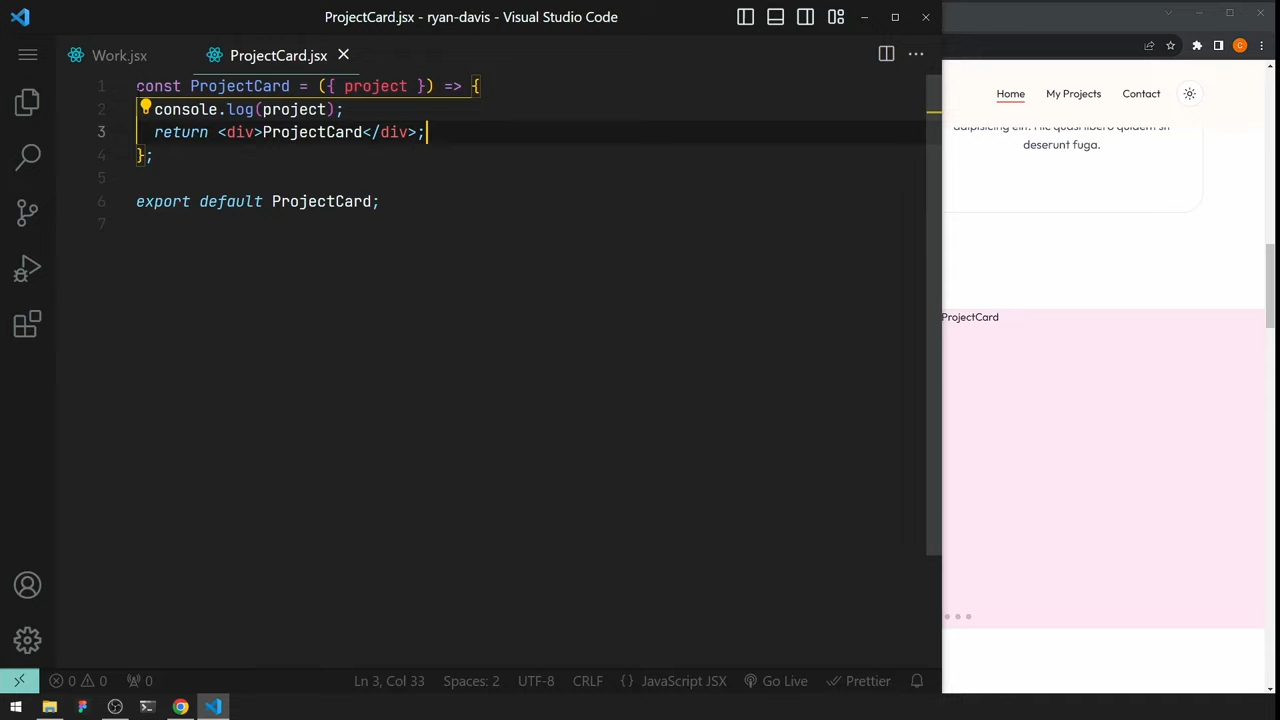 ProjectCard.jsx - ryan-davis - Visual Studio Code
Work.jsx
ProjectCard.jsx
1 const ProjectCard = ({ project }) => {
2 console.log(project);
3 return <div>ProjectCard</div>;
4 };
5
6 export default ProjectCard;
7
Ln 3, Col 33
Spaces: 2
UTF-8
CRLF
{} JavaScript JSX
Go Live
Prettier
0 0
0
C
Home
My Projects
Contact
deserunt fuga.
ProjectCard